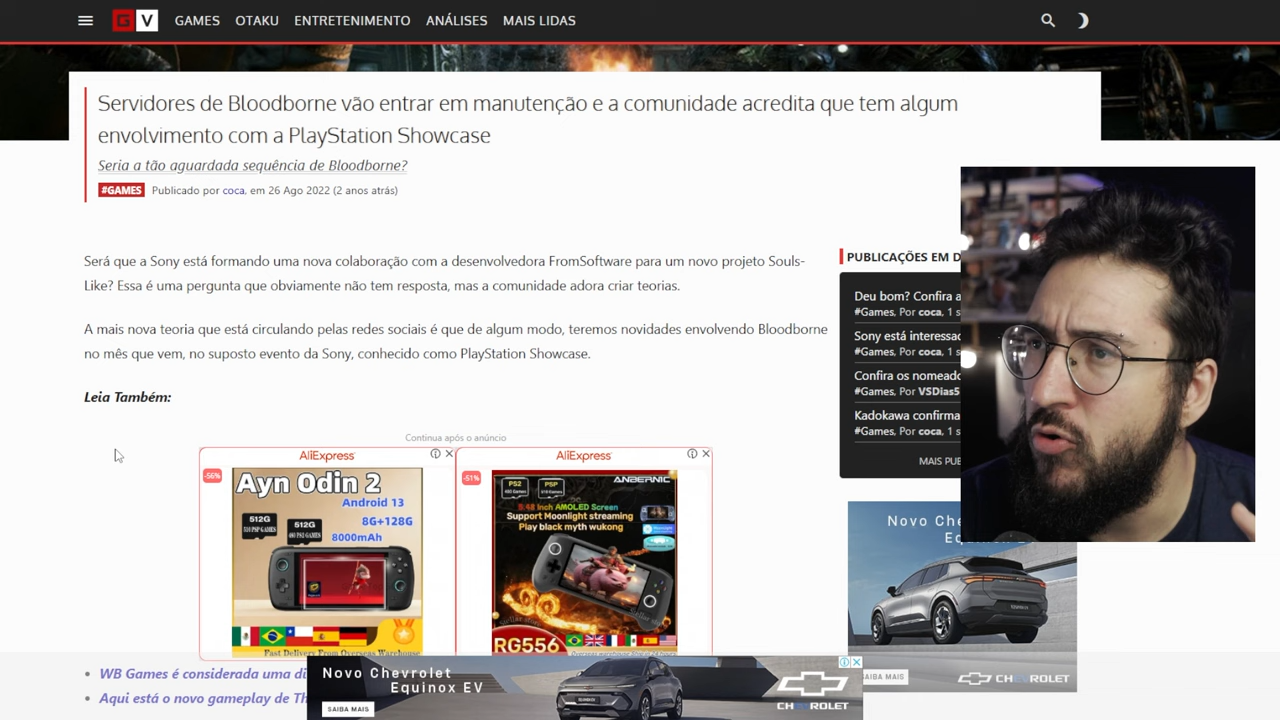 G V GAMES OTAKU ENTRETENIMENTO ANÁLISES MAIS LIDAS
Servidores de Bloodborne vão entrar em manutenção e a comunidade acredita que tem algum
envolvimento com a PlayStation Showcase
Seria a tão aguardada sequência de Bloodborne?
#GAMES Publicado por coca, em 26 Ago 2022 (2 anos atrás)
Será que a Sony está formando uma nova colaboração com a desenvolvedora FromSoftware para um novo projeto Souls-
Like? Essa é uma pergunta que obviamente não tem resposta, mas a comunidade adora criar teorias.
A mais nova teoria que está circulando pelas redes sociais é que de algum modo, teremos novidades envolvendo Bloodborne
no mês que vem, no suposto evento da Sony, conhecido como PlayStation Showcase.
Leia Também:
Continua após o anúncio
AliExpress
-56%
Ayn Odin 2
Android 13
8G+128G
8000mAh
512G
512G
Fast Delivery From Overseas Warehouse
AliExpress
-51%
PS2
PSP
ANBERNIC
5.48 inch AMOLED Screen
Support Moonlight streaming
Play black myth wukong
RG556
WB Games é considerada uma di
Aqui está o novo gameplay de Th
PUBLICAÇÕES EM D
Deu bom? Confira a
#Games, Por coca, 1 s
Sony está interessac
#Games, Por coca, 1 s
Confira os nomeado
#Games, Por VSDias5
Kadokawa confirma
#Games, Por coca, 1 s
MAIS PUB
Novo Che
E
SAIBA MAIS
CHEVROLET
Novo Chevrolet
Equinox EV
SAIBA MAIS
CHEVROLET